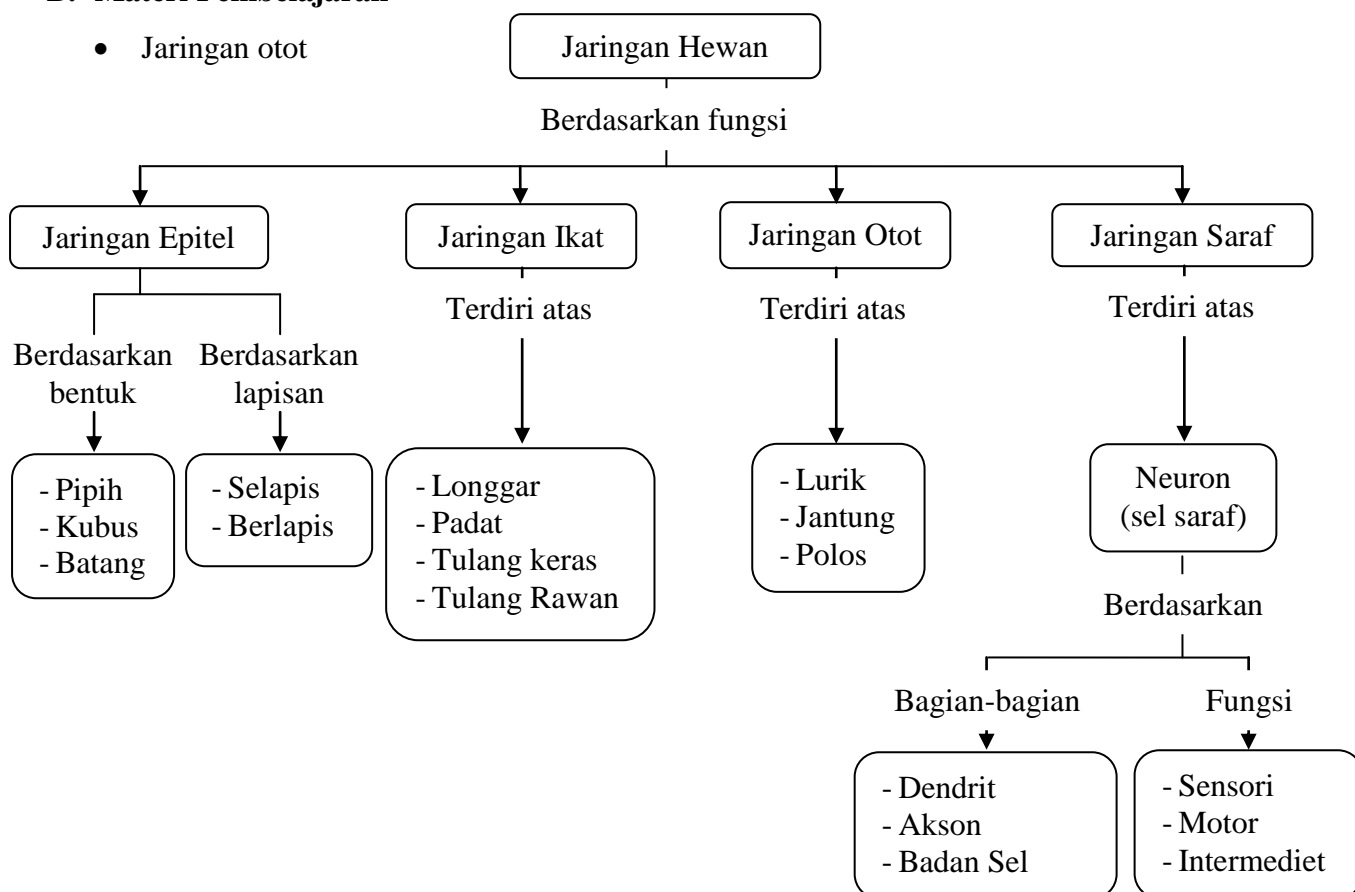 • Jaringan otot
Jaringan Hewan
Berdasarkan fungsi
Jaringan Epitel
Jaringan Ikat
Jaringan Otot
Jaringan Saraf
Terdiri atas
Terdiri atas
Terdiri atas
Berdasarkan
bentuk
Berdasarkan
lapisan
- Pipih
- Kubus
- Batang
- Selapis
- Berlapis
- Longgar
- Padat
- Tulang keras
- Tulang Rawan
- Lurik
- Jantung
- Polos
Neuron
(sel saraf)
Berdasarkan
Bagian-bagian
Fungsi
- Dendrit
- Akson
- Badan Sel
- Sensori
- Motor
- Intermediet